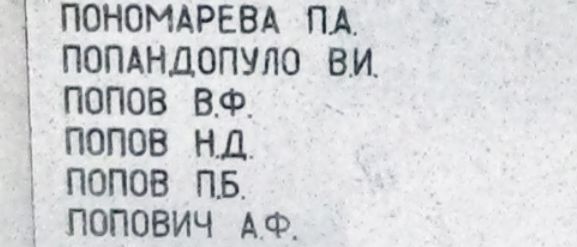 ПОНОМАРЕВА П.А.
ПОПАНДОПУЛО В.И.
ПОПОВ В.Ф.
ПОПОВ Н.Д.
ПОПОВ П.Б.
ПОПОВИЧ А.Ф.